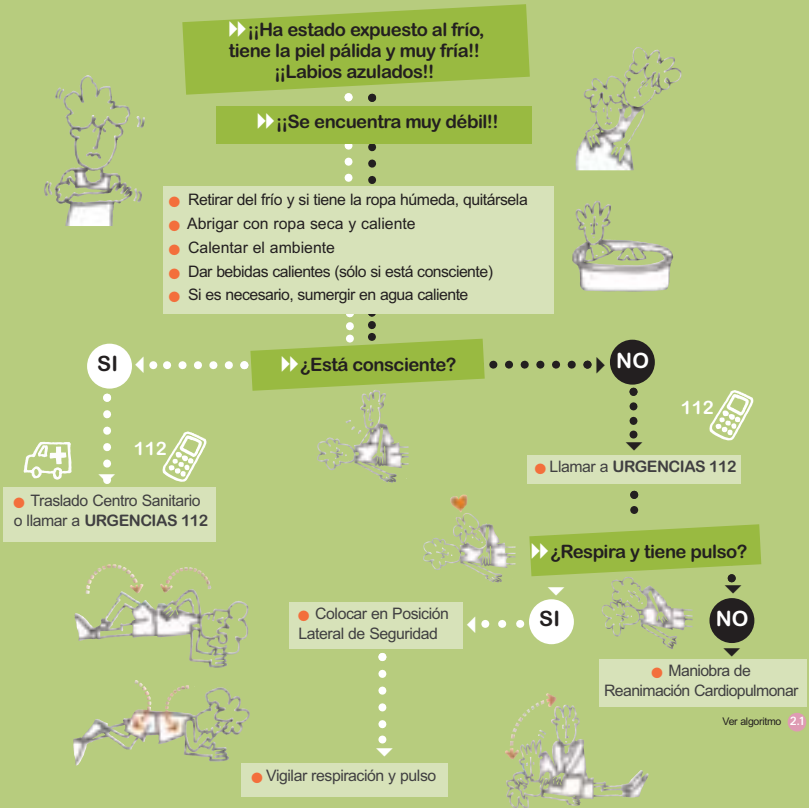 ¡¡Ha estado expuesto al frío,
tiene la piel pálida y muy fría!!
¡¡Labios azulados!!
¡¡Se encuentra muy débil!!
Retirar del frío y si tiene la ropa húmeda, quitársela
Abrigar con ropa seca y caliente
Calentar el ambiente
Dar bebidas calientes (sólo si está consciente)
Si es necesario, sumergir en agua caliente
SI
¿Está consciente?
NO
112
112
Traslado Centro Sanitario
o llamar a URGENCIAS 112
Llamar a URGENCIAS 112
¿Respira y tiene pulso?
Colocar en Posición
Lateral de Seguridad
SI
NO
Maniobra de
Reanimación Cardiopulmonar
Ver algoritmo 2.1
Vigilar respiración y pulso